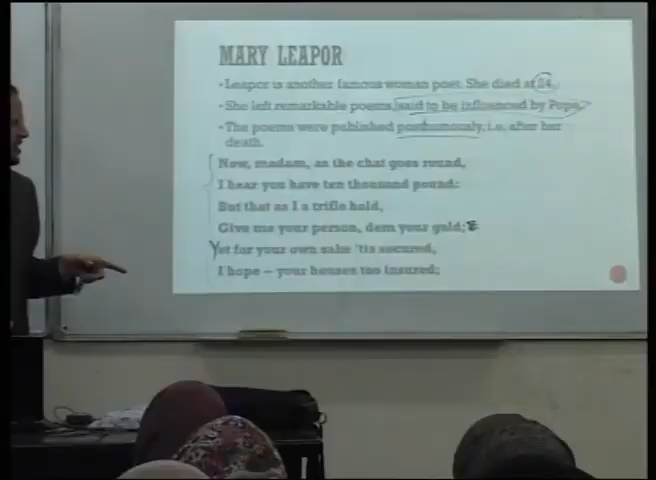 MARY LEAPOR
• Leapor is another famous woman poet. She died at 24.
• She left remarkable poems said to be influenced by Pope.
• The poems were published posthumously, i.e. after her
death.
Now, madam, as the chat goes round,
I hear you have ten thousand pound:
But that as I a trifle hold,
Give me your person, dem your gold;
Yet for your own sake 'tis secured,
I hope – your houses too insured;